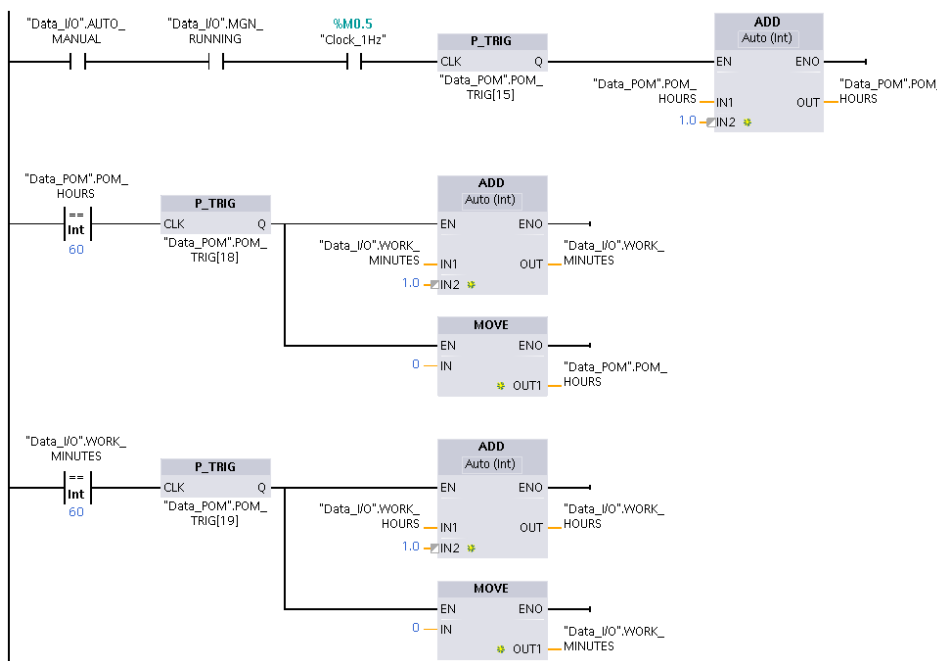 "Data_I/O".AUTO_
MANUAL
"Data_I/O".MGN_
RUNNING
%M0.5
"Clock_1Hz"
P_TRIG
CLK Q
"Data_POM".POM_
TRIG[15]
ADD
Auto (Int)
EN ENO
"Data_POM".POM_
HOURS
IN1
OUT
"Data_POM".POM_
HOURS
1.0
IN2
"Data_POM".POM_
HOURS
==
Int
60
P_TRIG
CLK Q
"Data_POM".POM_
TRIG[18]
ADD
Auto (Int)
EN ENO
"Data_I/O".WORK_
MINUTES
IN1
OUT
"Data_I/O".WORK_
MINUTES
1.0
IN2
MOVE
EN ENO
0
IN
OUT1
"Data_POM".POM_
HOURS
"Data_I/O".WORK_
MINUTES
==
Int
60
P_TRIG
CLK Q
"Data_POM".POM_
TRIG[19]
ADD
Auto (Int)
EN ENO
"Data_I/O".WORK_
HOURS
IN1
OUT
"Data_I/O".WORK_
HOURS
1.0
IN2
MOVE
EN ENO
0
IN
OUT1
"Data_I/O".WORK_
MINUTES